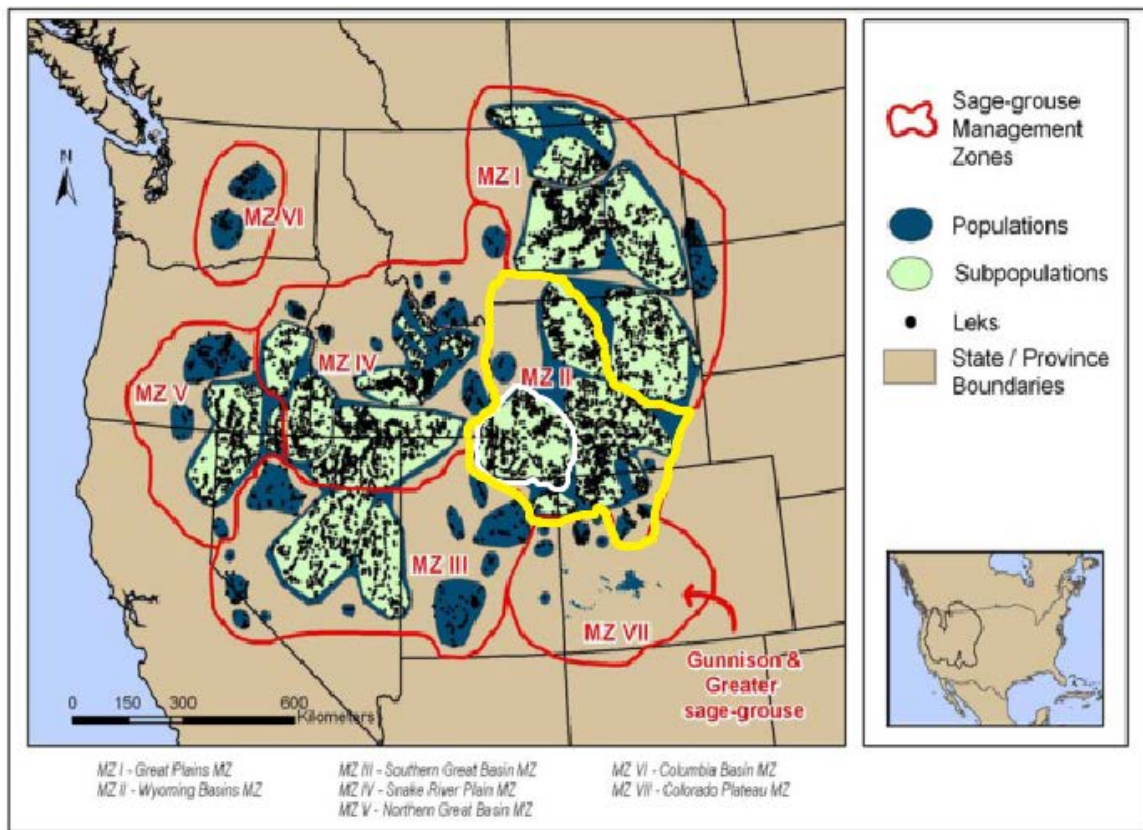 N
MZ I
MZ VI
MZ IV
MZ V
MZ II
MZ III
MZ VII
Gunnison &
Greater
sage-grouse
0 150 300 600
Kilometers
Sage-grouse
Management
Zones
Populations
Subpopulations
Leks
State / Province
Boundaries
MZ I - Great Plains MZ
MZ II - Wyoming Basins MZ
MZ III - Southern Great Basin MZ
MZ IV - Snake River Plain MZ
MZ V - Northern Great Basin MZ
MZ VI - Columbia Basin MZ
MZ VII - Colorado Plateau MZ